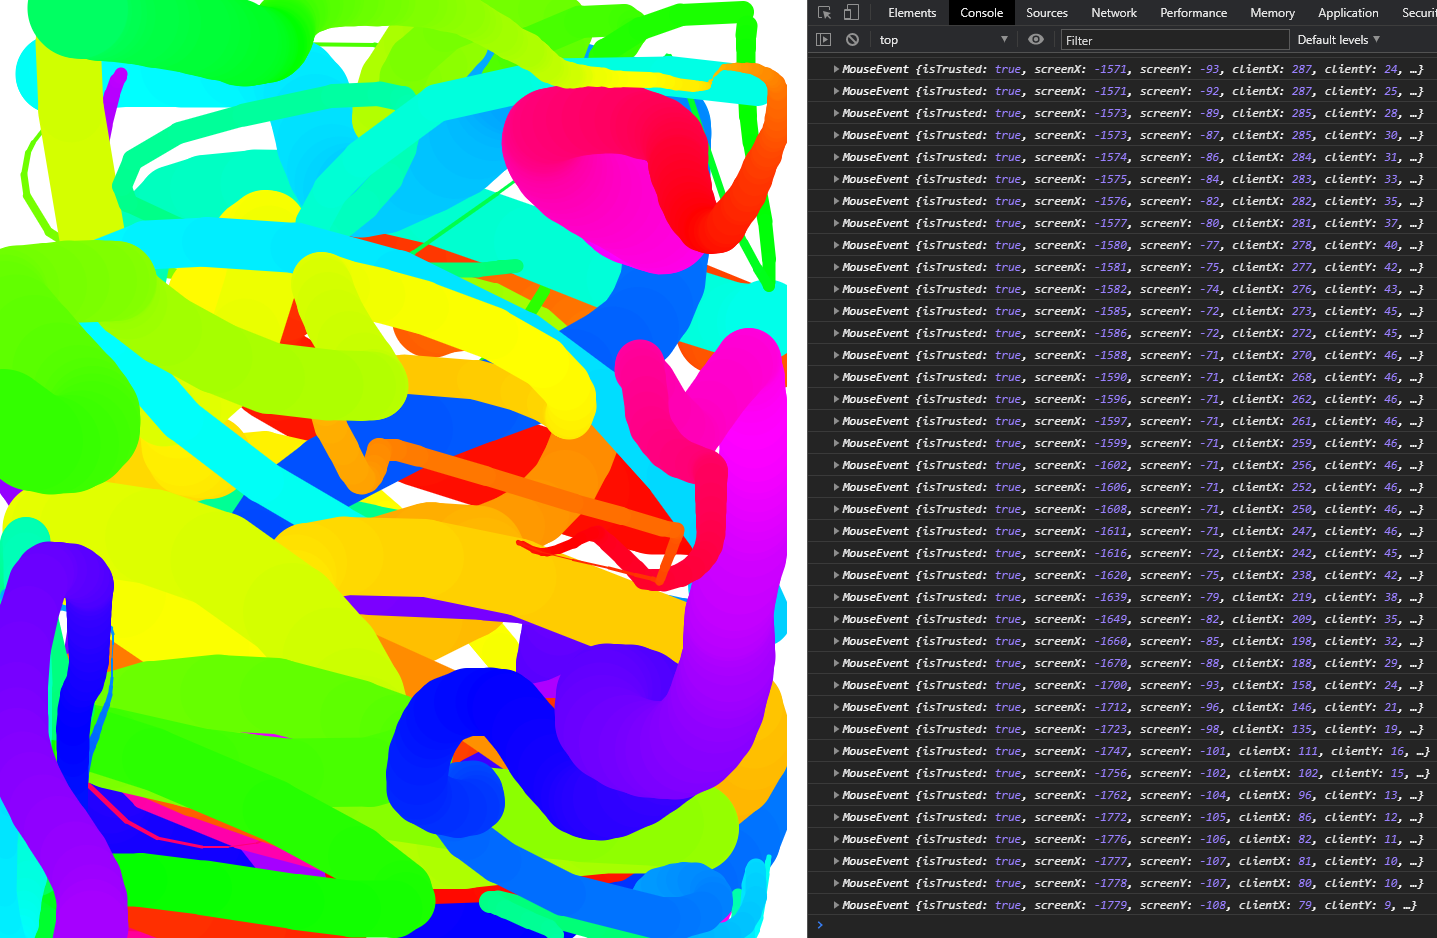 Elements Console Sources Network Performance Memory Application Securi
top Filter Default levels
MouseEvent {isTrusted: true, screenX: -1571, screenY: -93, clientX: 287, clientY: 24, …}
MouseEvent {isTrusted: true, screenX: -1571, screenY: -92, clientX: 287, clientY: 25, …}
MouseEvent {isTrusted: true, screenX: -1573, screenY: -89, clientX: 285, clientY: 28, …}
MouseEvent {isTrusted: true, screenX: -1573, screenY: -87, clientX: 285, clientY: 30, …}
MouseEvent {isTrusted: true, screenX: -1574, screenY: -86, clientX: 284, clientY: 31, …}
MouseEvent {isTrusted: true, screenX: -1575, screenY: -84, clientX: 283, clientY: 33, …}
MouseEvent {isTrusted: true, screenX: -1576, screenY: -82, clientX: 282, clientY: 35, …}
MouseEvent {isTrusted: true, screenX: -1577, screenY: -80, clientX: 281, clientY: 37, …}
MouseEvent {isTrusted: true, screenX: -1580, screenY: -77, clientX: 278, clientY: 40, …}
MouseEvent {isTrusted: true, screenX: -1581, screenY: -75, clientX: 277, clientY: 42, …}
MouseEvent {isTrusted: true, screenX: -1582, screenY: -74, clientX: 276, clientY: 43, …}
MouseEvent {isTrusted: true, screenX: -1585, screenY: -72, clientX: 273, clientY: 45, …}
MouseEvent {isTrusted: true, screenX: -1586, screenY: -72, clientX: 272, clientY: 45, …}
MouseEvent {isTrusted: true, screenX: -1588, screenY: -71, clientX: 270, clientY: 46, …}
MouseEvent {isTrusted: true, screenX: -1590, screenY: -71, clientX: 268, clientY: 46, …}
MouseEvent {isTrusted: true, screenX: -1596, screenY: -71, clientX: 262, clientY: 46, …}
MouseEvent {isTrusted: true, screenX: -1597, screenY: -71, clientX: 261, clientY: 46, …}
MouseEvent {isTrusted: true, screenX: -1599, screenY: -71, clientX: 259, clientY: 46, …}
MouseEvent {isTrusted: true, screenX: -1602, screenY: -71, clientX: 256, clientY: 46, …}
MouseEvent {isTrusted: true, screenX: -1606, screenY: -71, clientX: 252, clientY: 46, …}
MouseEvent {isTrusted: true, screenX: -1608, screenY: -71, clientX: 250, clientY: 46, …}
MouseEvent {isTrusted: true, screenX: -1611, screenY: -71, clientX: 247, clientY: 46, …}
MouseEvent {isTrusted: true, screenX: -1616, screenY: -72, clientX: 242, clientY: 45, …}
MouseEvent {isTrusted: true, screenX: -1620, screenY: -75, clientX: 238, clientY: 42, …}
MouseEvent {isTrusted: true, screenX: -1639, screenY: -79, clientX: 219, clientY: 38, …}
MouseEvent {isTrusted: true, screenX: -1649, screenY: -82, clientX: 209, clientY: 35, …}
MouseEvent {isTrusted: true, screenX: -1660, screenY: -85, clientX: 198, clientY: 32, …}
MouseEvent {isTrusted: true, screenX: -1670, screenY: -88, clientX: 188, clientY: 29, …}
MouseEvent {isTrusted: true, screenX: -1700, screenY: -93, clientX: 158, clientY: 24, …}
MouseEvent {isTrusted: true, screenX: -1712, screenY: -96, clientX: 146, clientY: 21, …}
MouseEvent {isTrusted: true, screenX: -1723, screenY: -98, clientX: 135, clientY: 19, …}
MouseEvent {isTrusted: true, screenX: -1747, screenY: -101, clientX: 111, clientY: 16, …}
MouseEvent {isTrusted: true, screenX: -1756, screenY: -102, clientX: 102, clientY: 15, …}
MouseEvent {isTrusted: true, screenX: -1762, screenY: -104, clientX: 96, clientY: 13, …}
MouseEvent {isTrusted: true, screenX: -1772, screenY: -105, clientX: 86, clientY: 12, …}
MouseEvent {isTrusted: true, screenX: -1776, screenY: -106, clientX: 82, clientY: 11, …}
MouseEvent {isTrusted: true, screenX: -1777, screenY: -107, clientX: 81, clientY: 10, …}
MouseEvent {isTrusted: true, screenX: -1778, screenY: -107, clientX: 80, clientY: 10, …}
MouseEvent {isTrusted: true, screenX: -1779, screenY: -108, clientX: 79, clientY: 9, …}